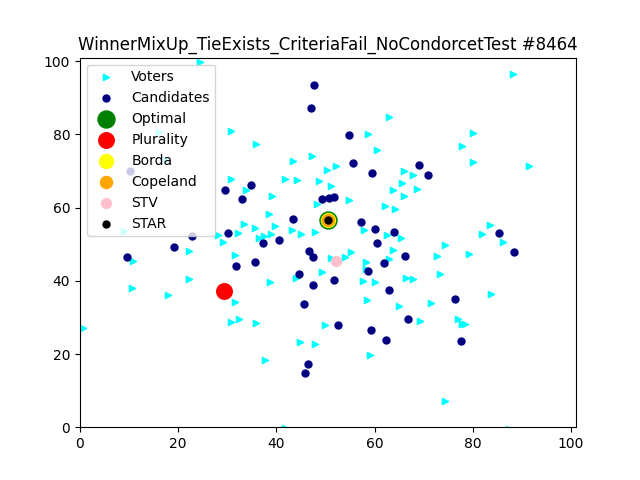 WinnerMixUp_TieExists_CriteriaFail_NoCondorcetTest #8464
Voters
Candidates
Optimal
Plurality
Borda
Copeland
STV
STAR
100
80
60
40
20
0
0 20 40 60 80 100